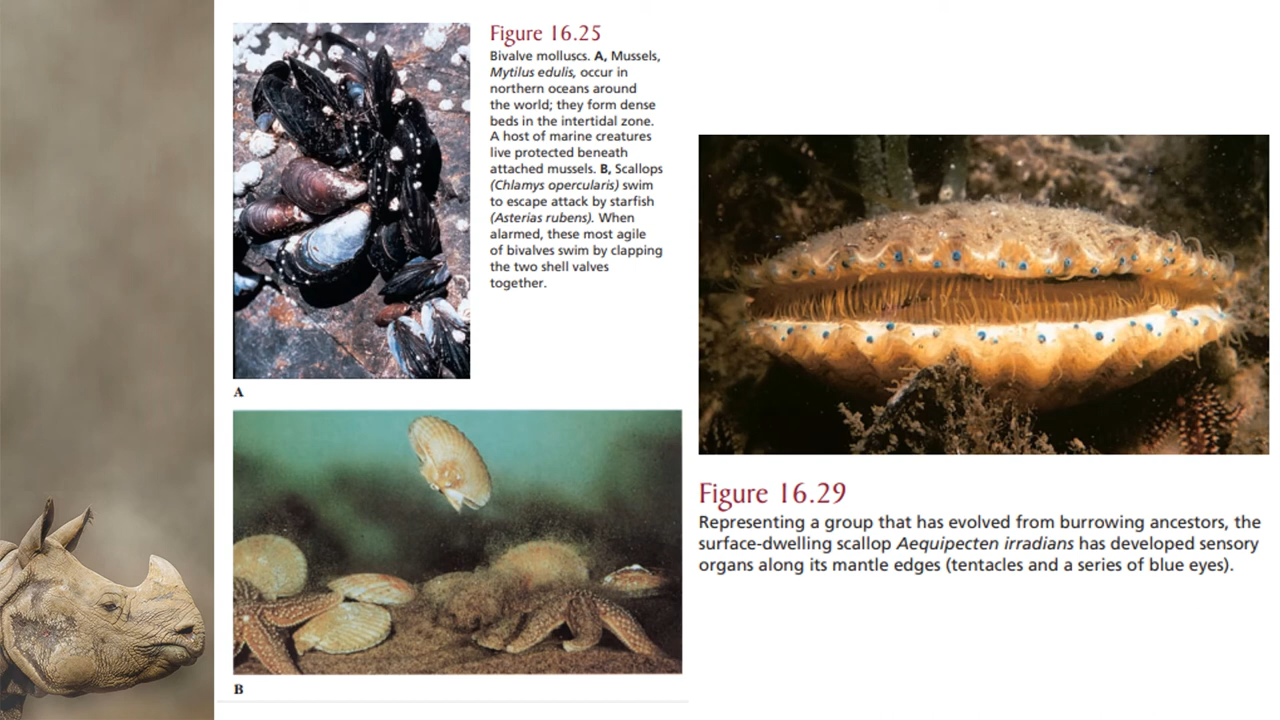 Figure 16.25
Bivalve molluscs. A, Mussels,
Mytilus edulis, occur in
northern oceans around
the world; they form dense
beds in the intertidal zone.
A host of marine creatures
live protected beneath
attached mussels. B, Scallops
(Chlamys opercularis) swim
to escape attack by starfish
(Asterias rubens). When
alarmed, these most agile
of bivalves swim by clapping
the two shell valves
together.
A
B
Figure 16.29
Representing a group that has evolved from burrowing ancestors, the
surface-dwelling scallop Aequipecten irradians has developed sensory
organs along its mantle edges (tentacles and a series of blue eyes).